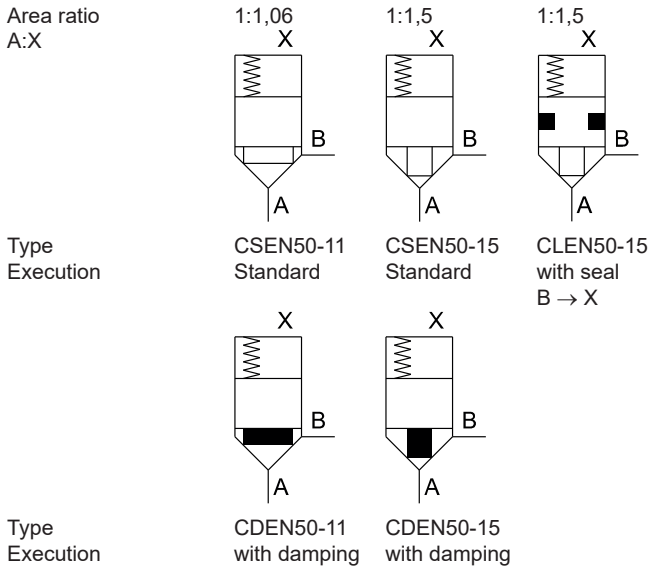 Area ratio 1:1,06 1:1,5 1:1,5
A:X X X X
B B B
A A A
Type CSEN50-11 CSEN50-15 CLEN50-15
Execution Standard Standard with seal
B → X
X X
B B
A A
Type CDEN50-11 CDEN50-15
Execution with damping with damping